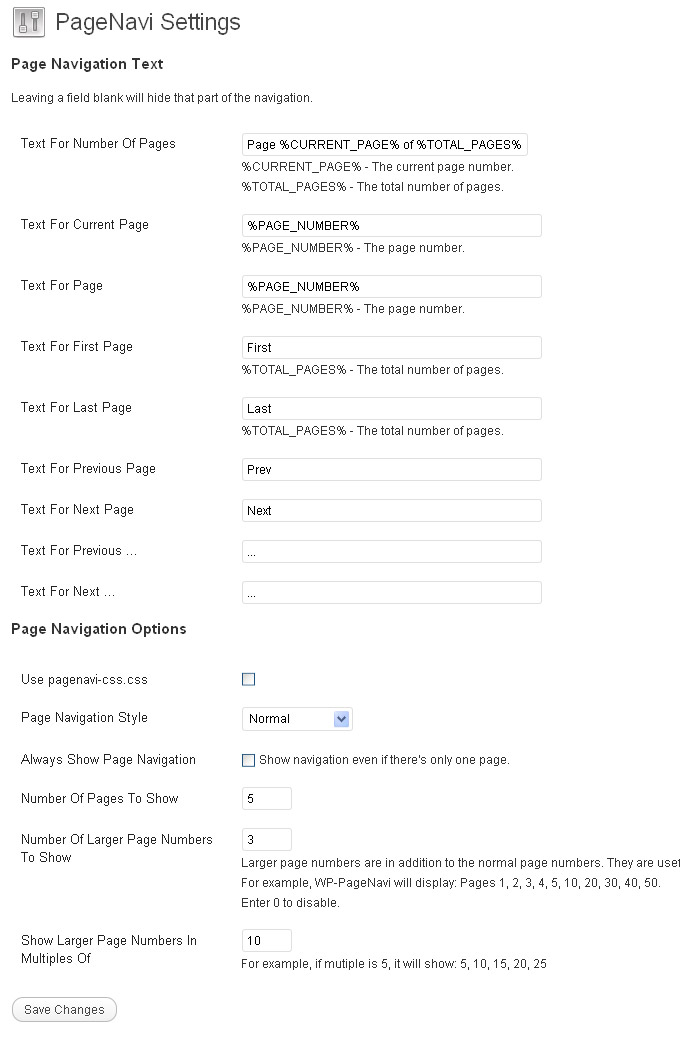 PageNavi Settings
Page Navigation Text
Leaving a field blank will hide that part of the navigation.
Text For Number Of Pages
Page %CURRENT_PAGE% of %TOTAL_PAGES%
%CURRENT_PAGE% - The current page number.
%TOTAL_PAGES% - The total number of pages.
Text For Current Page
%PAGE_NUMBER%
%PAGE_NUMBER% - The page number.
Text For Page
%PAGE_NUMBER%
%PAGE_NUMBER% - The page number.
Text For First Page
First
%TOTAL_PAGES% - The total number of pages.
Text For Last Page
Last
%TOTAL_PAGES% - The total number of pages.
Text For Previous Page
Prev
Text For Next Page
Next
Text For Previous ...
...
Text For Next ...
...
Page Navigation Options
Use pagenavi-css.css
Page Navigation Style
Normal
Always Show Page Navigation
Show navigation even if there's only one page.
Number Of Pages To Show
5
Number Of Larger Page Numbers
To Show
3
Larger page numbers are in addition to the normal page numbers. They are
For example, WP-PageNavi will display: Pages 1, 2, 3, 4, 5, 10, 20, 30, 40, 50.
Enter 0 to disable.
Show Larger Page Numbers In
Multiples Of
10
For example, if mutiple is 5, it will show: 5, 10, 15, 20, 25
Save Changes